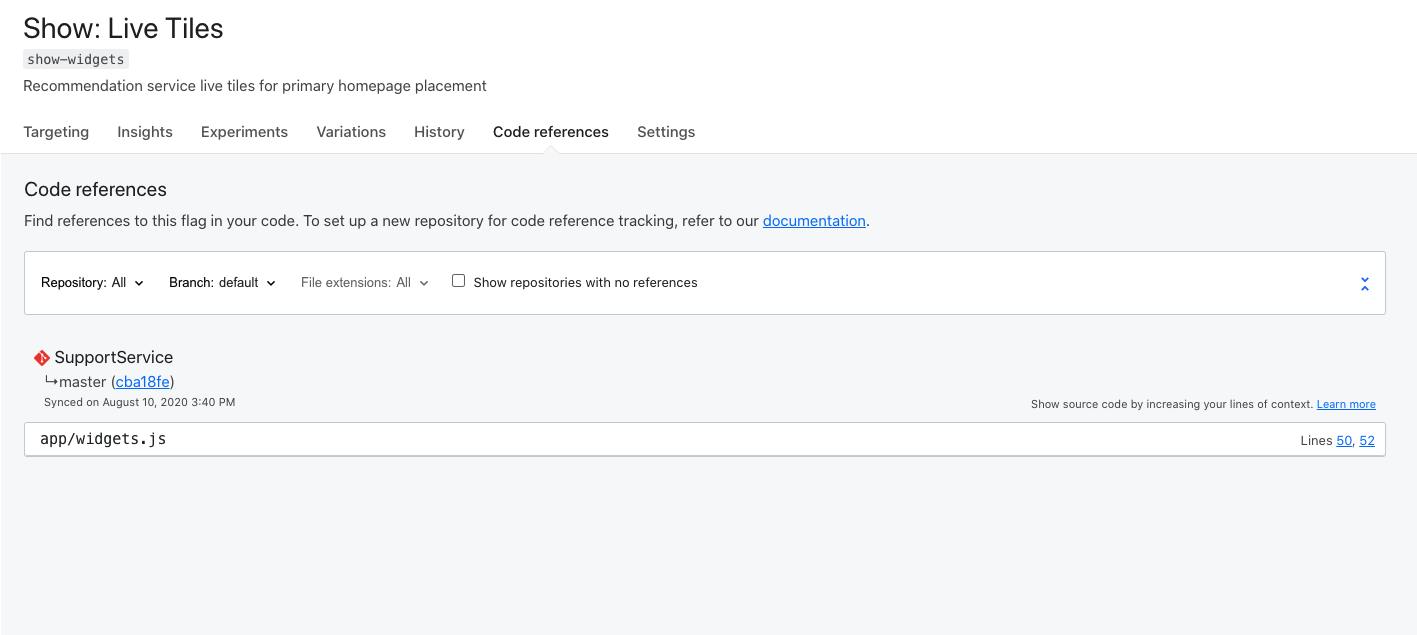 Show: Live Tiles
show-widgets
Recommendation service live tiles for primary homepage placement
Targeting Insights Experiments Variations History Code references Settings
Code references
Find references to this flag in your code. To set up a new repository for code reference tracking, refer to our documentation.
Repository: All Branch: default File extensions: All Show repositories with no references
SupportService
master (cba18fe)
Synced on August 10, 2020 3:40 PM
Show source code by increasing your lines of context. Learn more
app/widgets.js Lines 50, 52